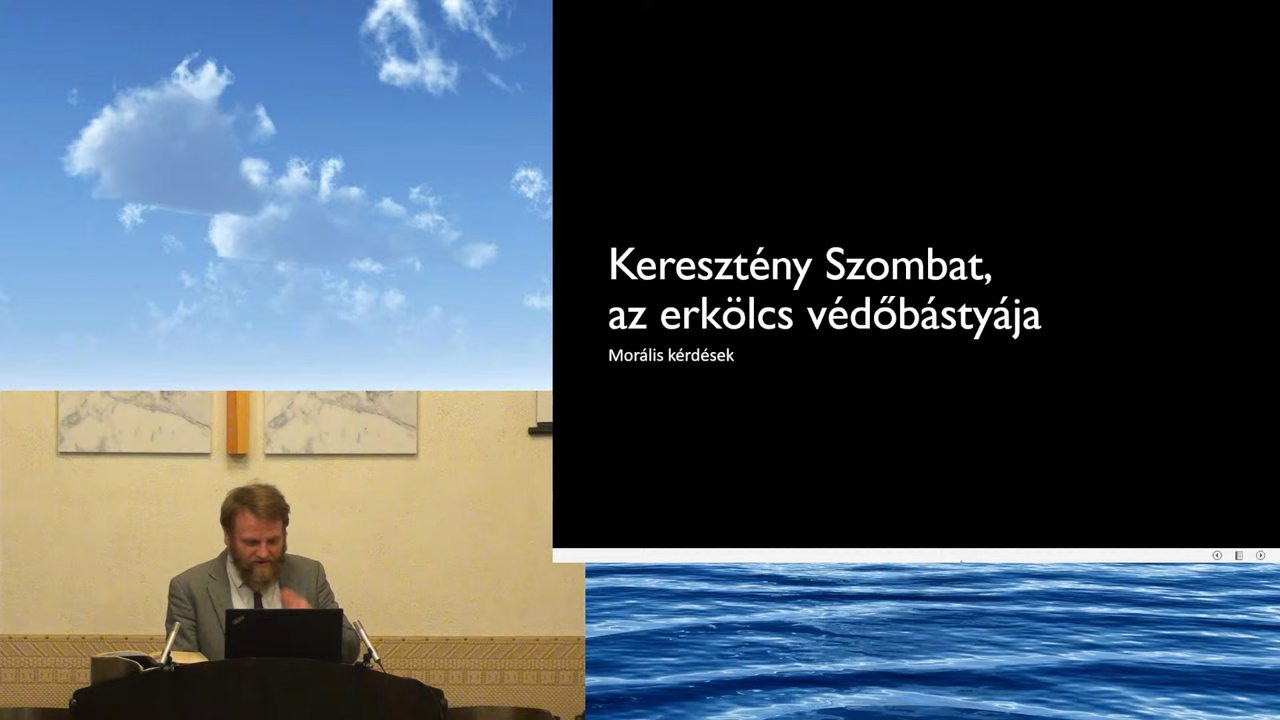 Keresztény Szombat,
az erkölcs védőbástyája
Morális kérdések